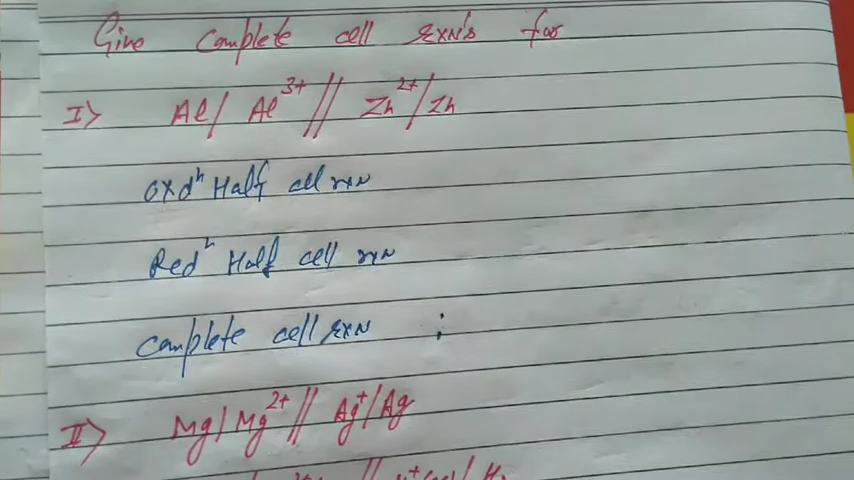 Give Complete cell rxn's for
I> Al/Al³⁺//Zn²⁺/Zn
oxdⁿ Half cell rxn
Redⁿ Half cell rxn
Complete cell rxn :
II> Mg/Mg²⁺//Ag⁺/Ag